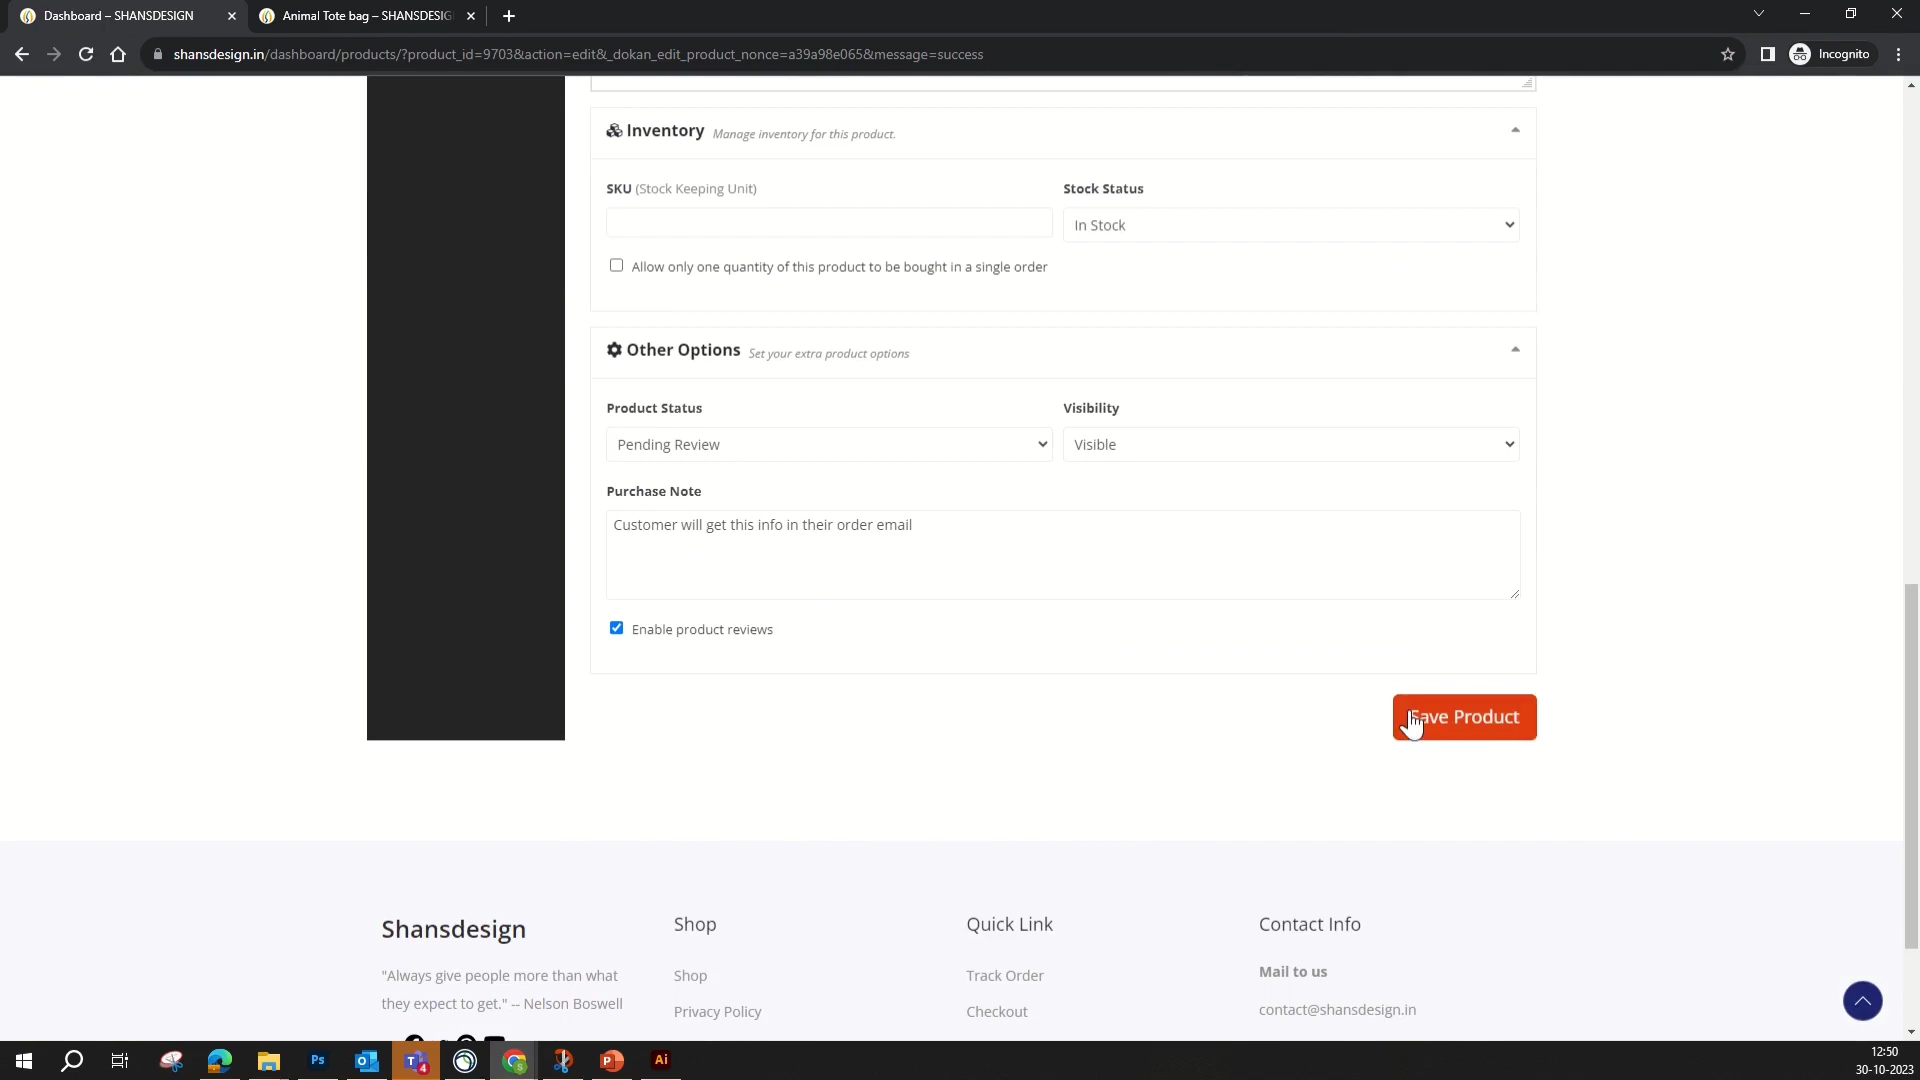 Dashboard – SHANSDESIGN
Animal Tote bag – SHANSDESIG
shansdesign.in/dashboard/products/?product_id=9703&action=edit&_dokan_edit_product_nonce=a39a98e065&message=success
Incognito
Inventory Manage inventory for this product.
SKU (Stock Keeping Unit)
Stock Status
In Stock
Allow only one quantity of this product to be bought in a single order
Other Options Set your extra product options
Product Status
Visibility
Pending Review
Visible
Purchase Note
Customer will get this info in their order email
Enable product reviews
Save Product
Shansdesign
Shop
Quick Link
Contact Info
"Always give people more than what
they expect to get." -- Nelson Boswell
Shop
Privacy Policy
Track Order
Checkout
Mail to us
contact@shansdesign.in
Ps
4
S
P
Ai
12:50
30-10-2023